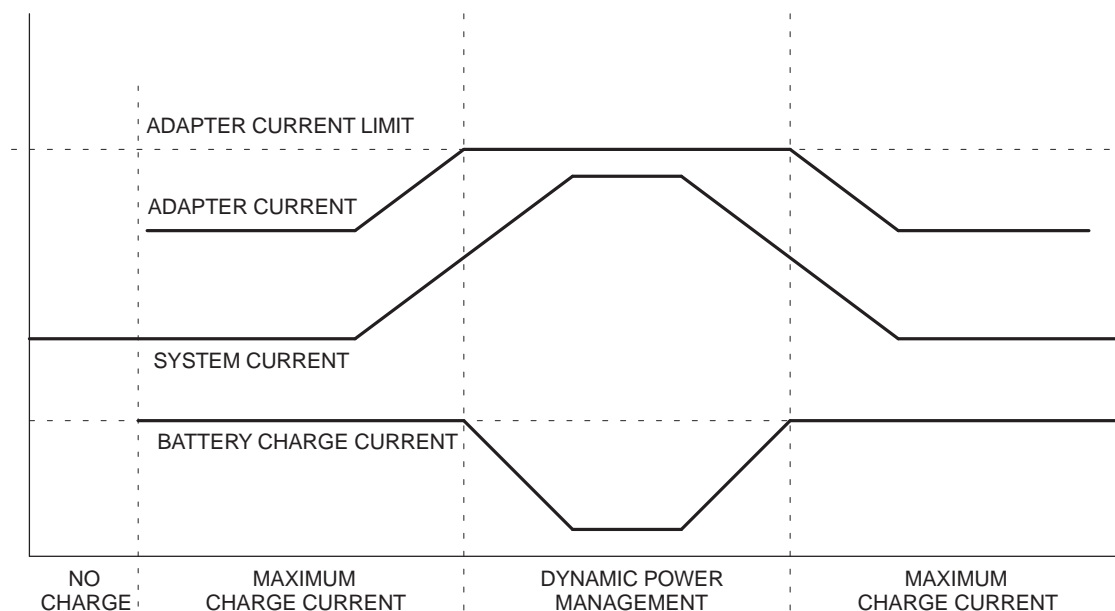 ADAPTER CURRENT LIMIT
ADAPTER CURRENT
SYSTEM CURRENT
BATTERY CHARGE CURRENT
NO
CHARGE
MAXIMUM
CHARGE CURRENT
DYNAMIC POWER
MANAGEMENT
MAXIMUM
CHARGE CURRENT